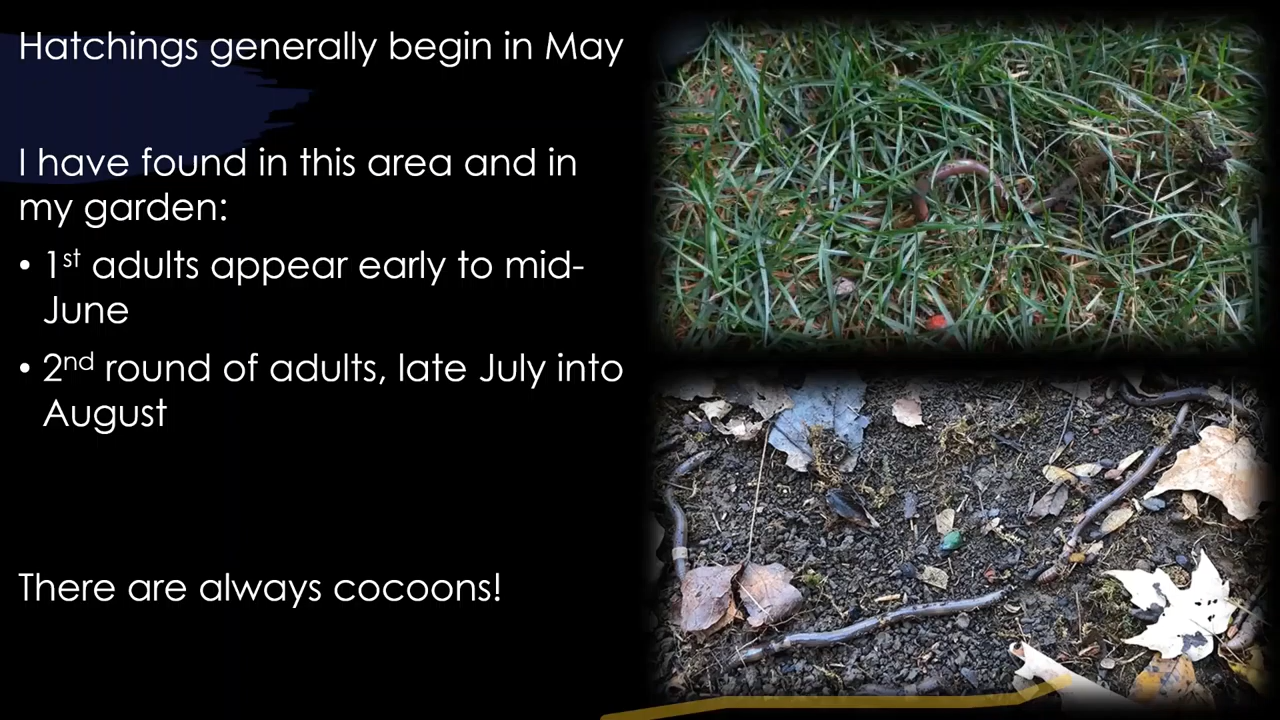 Hatchings generally begin in May
I have found in this area and in
my garden:
• 1st adults appear early to mid-
June
• 2nd round of adults, late July into
August
There are always cocoons!